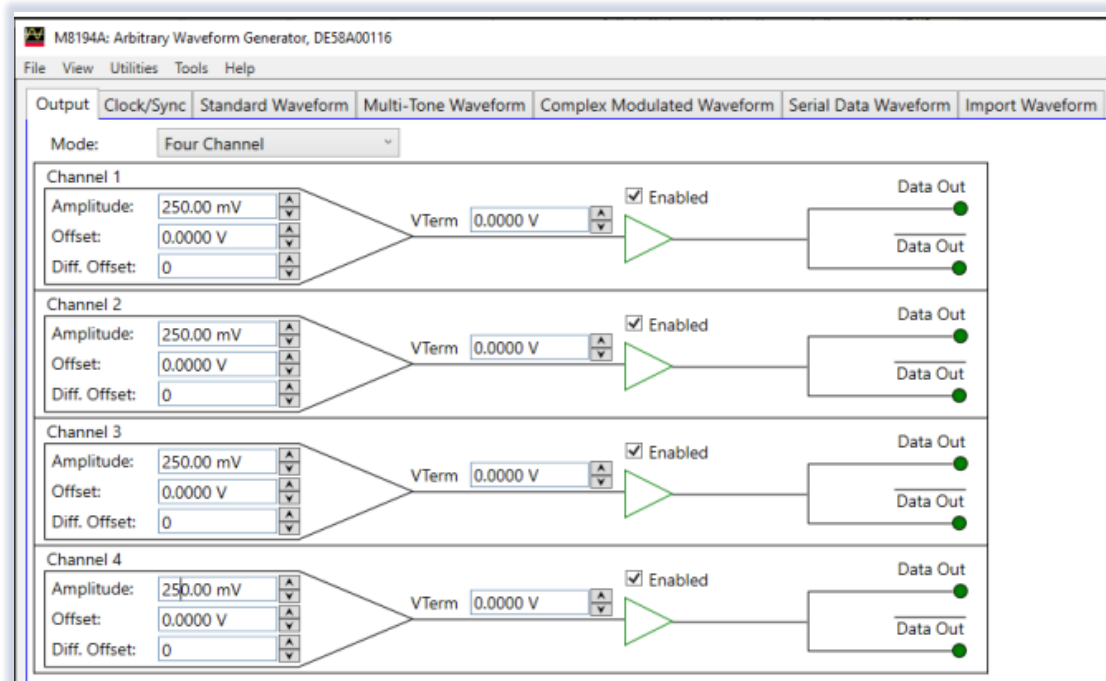 M8194A: Arbitrary Waveform Generator, DE58A00116
File View Utilities Tools Help
Output Clock/Sync Standard Waveform Multi-Tone Waveform Complex Modulated Waveform Serial Data Waveform Import Waveform
Mode: Four Channel
Channel 1
Amplitude: 250.00 mV
Offset: 0.0000 V
Diff. Offset: 0
VTerm 0.0000 V
Enabled
Data Out
Data Out
Channel 2
Amplitude: 250.00 mV
Offset: 0.0000 V
Diff. Offset: 0
VTerm 0.0000 V
Enabled
Data Out
Data Out
Channel 3
Amplitude: 250.00 mV
Offset: 0.0000 V
Diff. Offset: 0
VTerm 0.0000 V
Enabled
Data Out
Data Out
Channel 4
Amplitude: 250.00 mV
Offset: 0.0000 V
Diff. Offset: 0
VTerm 0.0000 V
Enabled
Data Out
Data Out